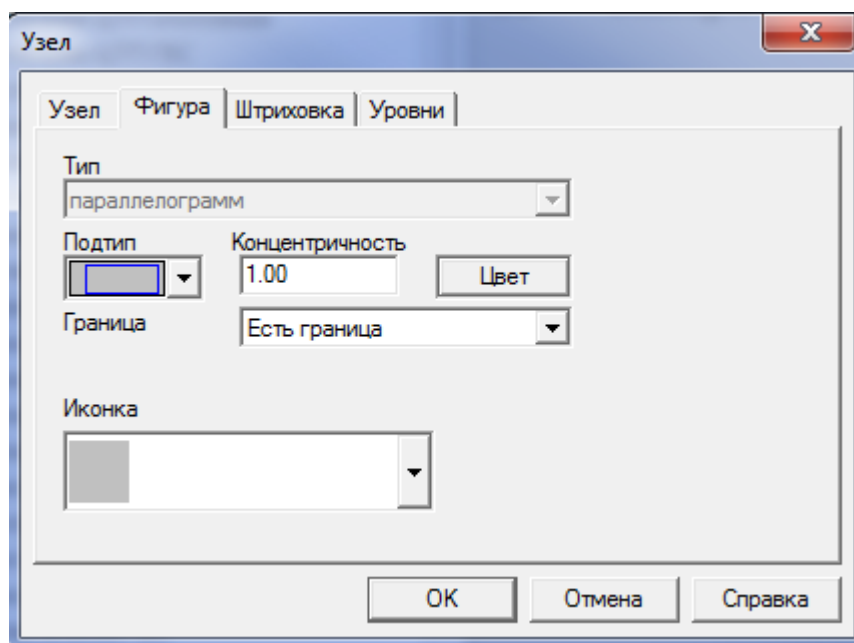 Узел
Узел Фигура Штриховка Уровни
Тип
параллелограмм
Подтип Концентричность
1.00 Цвет
Граница Есть граница
Иконка
OK Отмена Справка